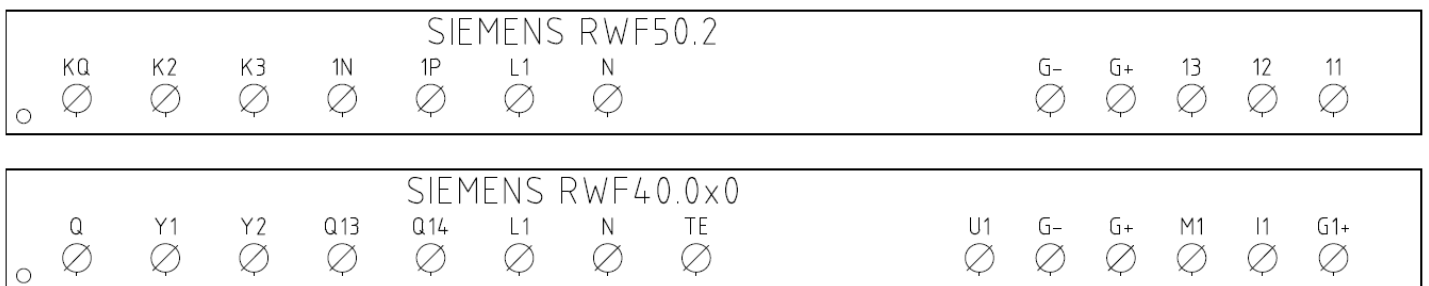 SIEMENS RWF50.2
KQ K2 K3 1N 1P L1 N G- G+ 13 12 11
SIEMENS RWF40.0x0
Q Y1 Y2 Q13 Q14 L1 N TE U1 G- G+ M1 I1 G1+